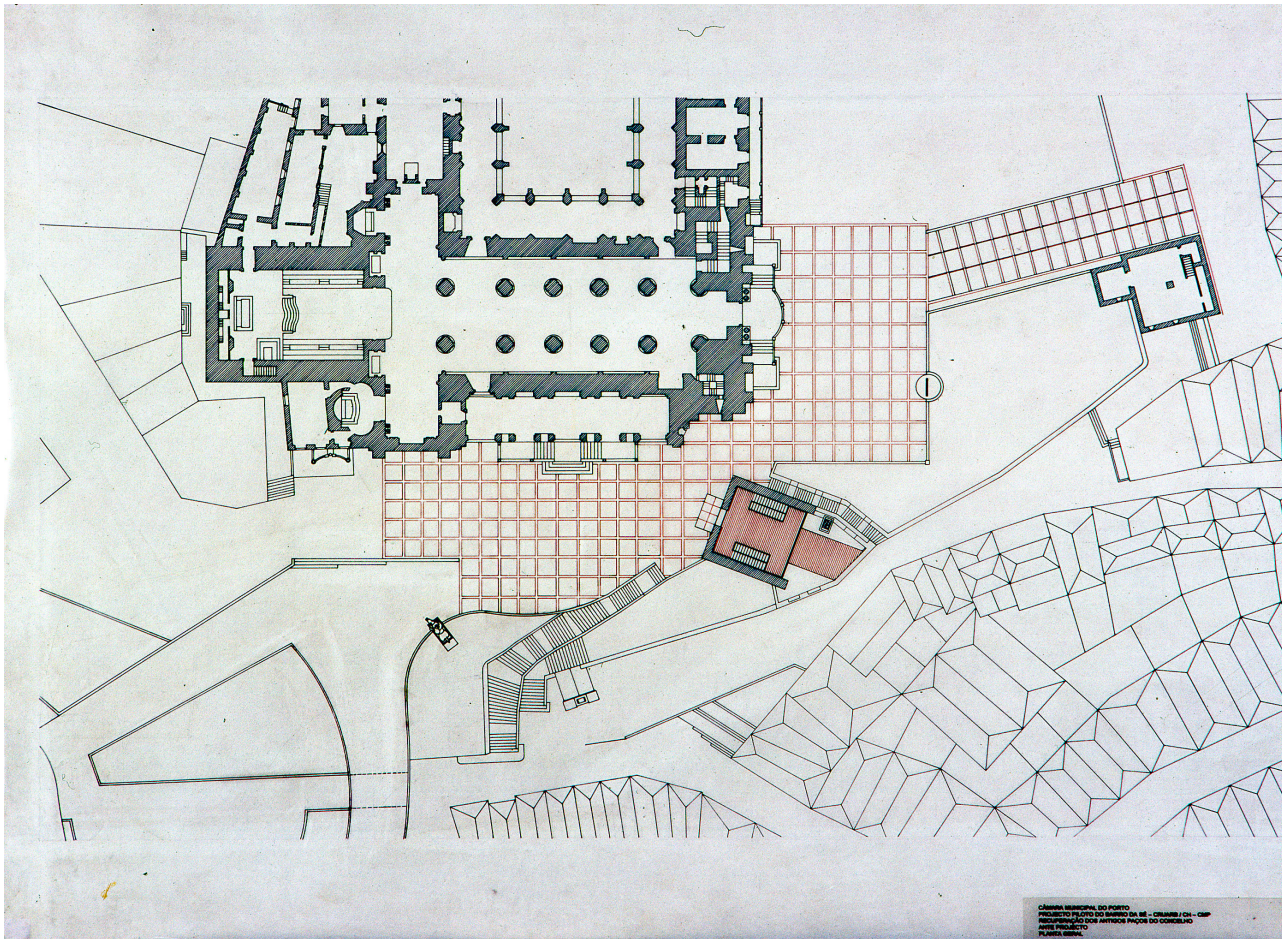 CÂMARA MUNICIPAL DO PORTO
PROJECTO PILOTO DO BAIRRO DA SÉ – CRUARB / CH – CMP
RECUPERAÇÃO DOS ANTIGOS PAÇOS DO CONCELHO
ANTE PROJECTO
PLANTA GERAL